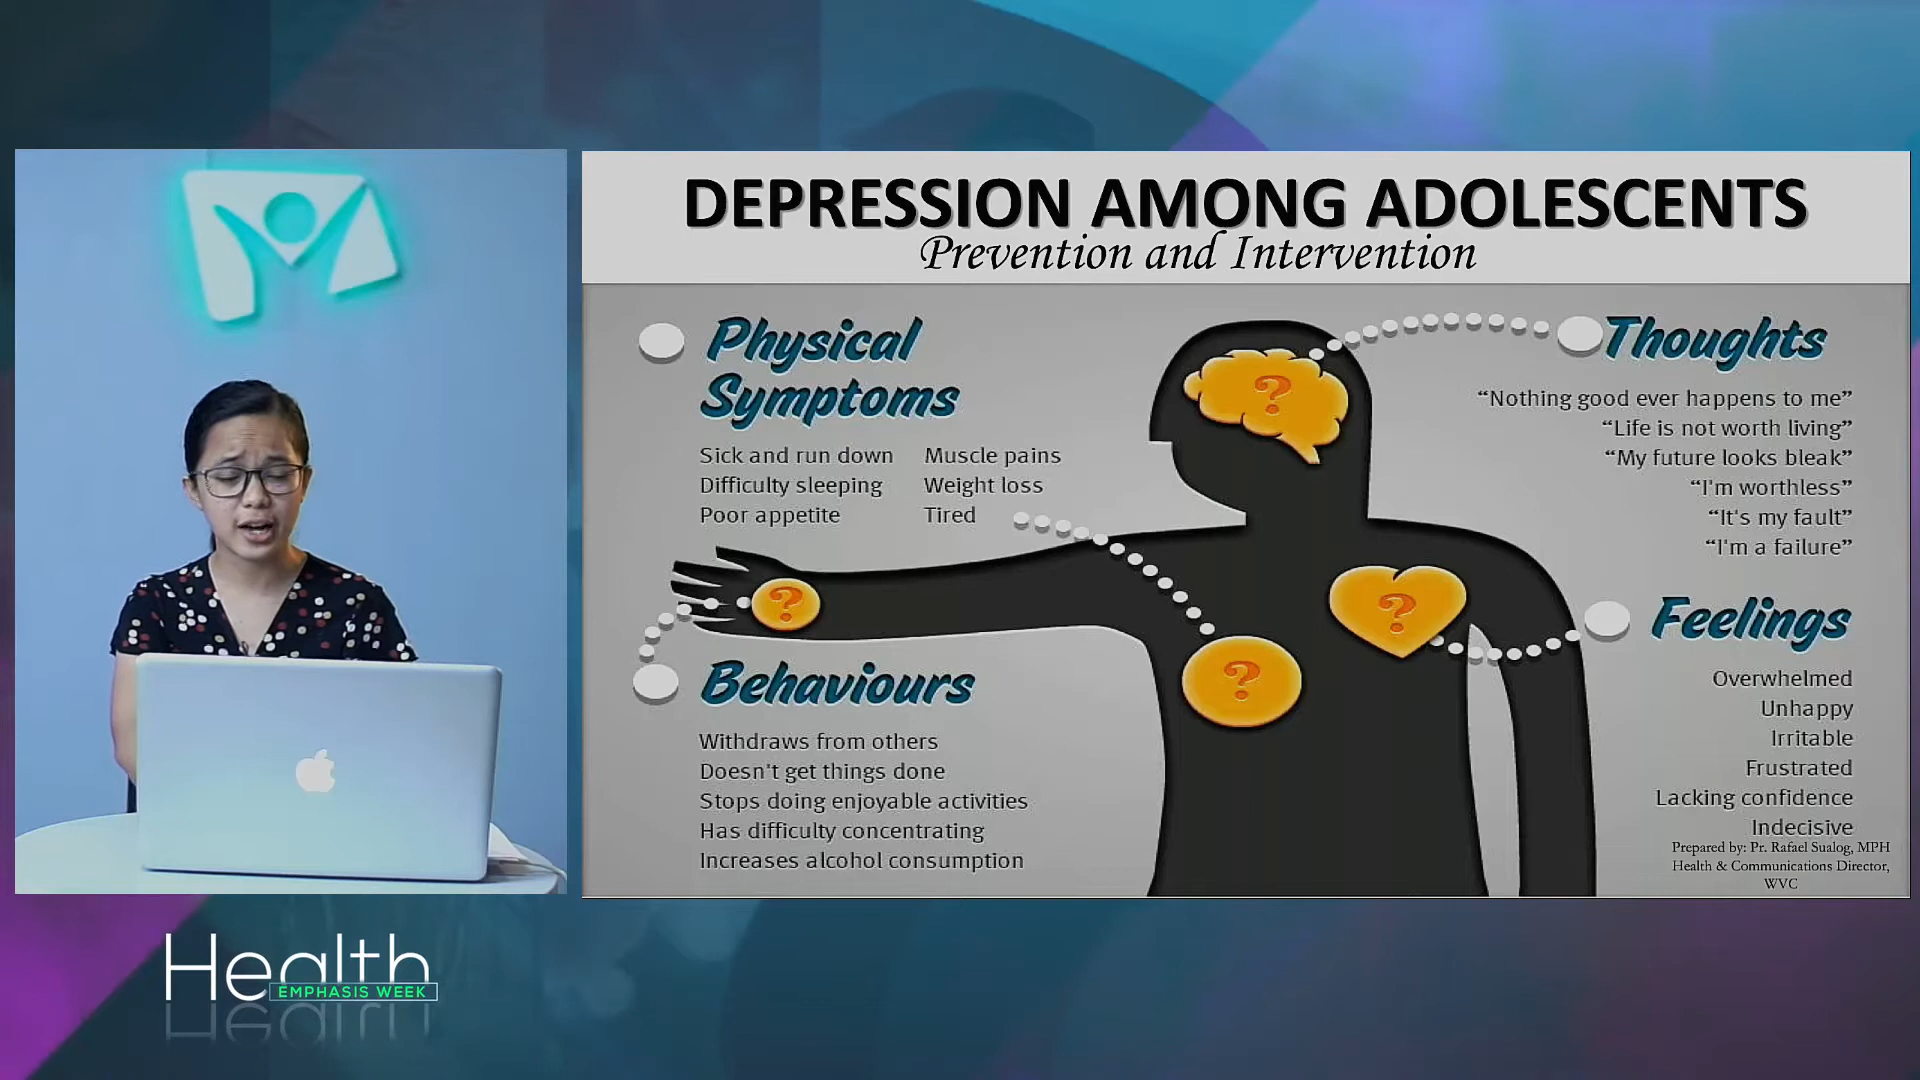 DEPRESSION AMONG ADOLESCENTS
Prevention and Intervention
Physical
Symptoms
Sick and run down
Difficulty sleeping
Poor appetite
Muscle pains
Weight loss
Tired
Behaviours
Withdraws from others
Doesn't get things done
Stops doing enjoyable activities
Has difficulty concentrating
Increases alcohol consumption
Thoughts
“Nothing good ever happens to me”
“Life is not worth living”
“My future looks bleak”
“I'm worthless”
“It's my fault”
“I'm a failure”
Feelings
Overwhelmed
Unhappy
Irritable
Frustrated
Lacking confidence
Indecisive
Prepared by: Pr. Rafael Sualog, MPH
Health & Communications Director,
WVC
Health
EMPHASIS WEEK